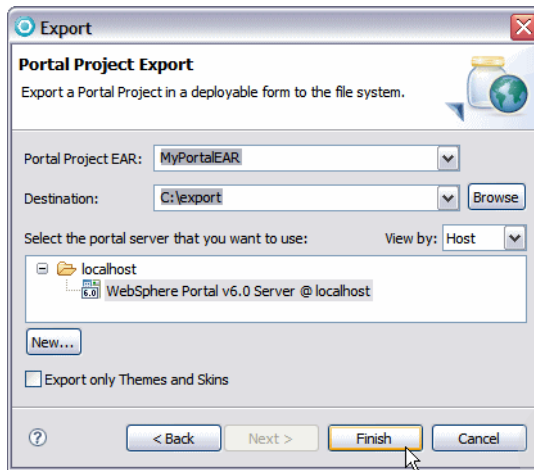 Export
Portal Project Export
Export a Portal Project in a deployable form to the file system.
Portal Project EAR: MyPortalEAR
Destination: C:\export Browse
Select the portal server that you want to use: View by: Host
localhost
6.0 WebSphere Portal v6.0 Server @ localhost
New...
Export only Themes and Skins
? < Back Next > Finish Cancel